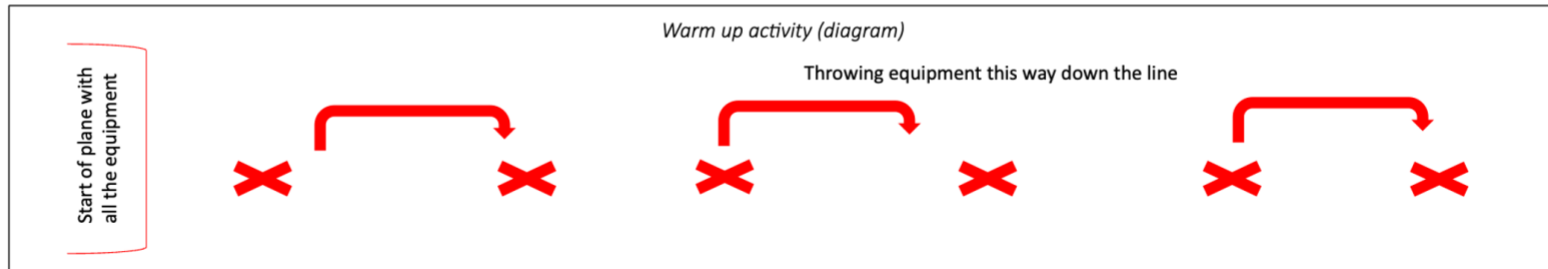 Warm up activity (diagram)
Throwing equipment this way down the line
Start of plane with
all the equipment